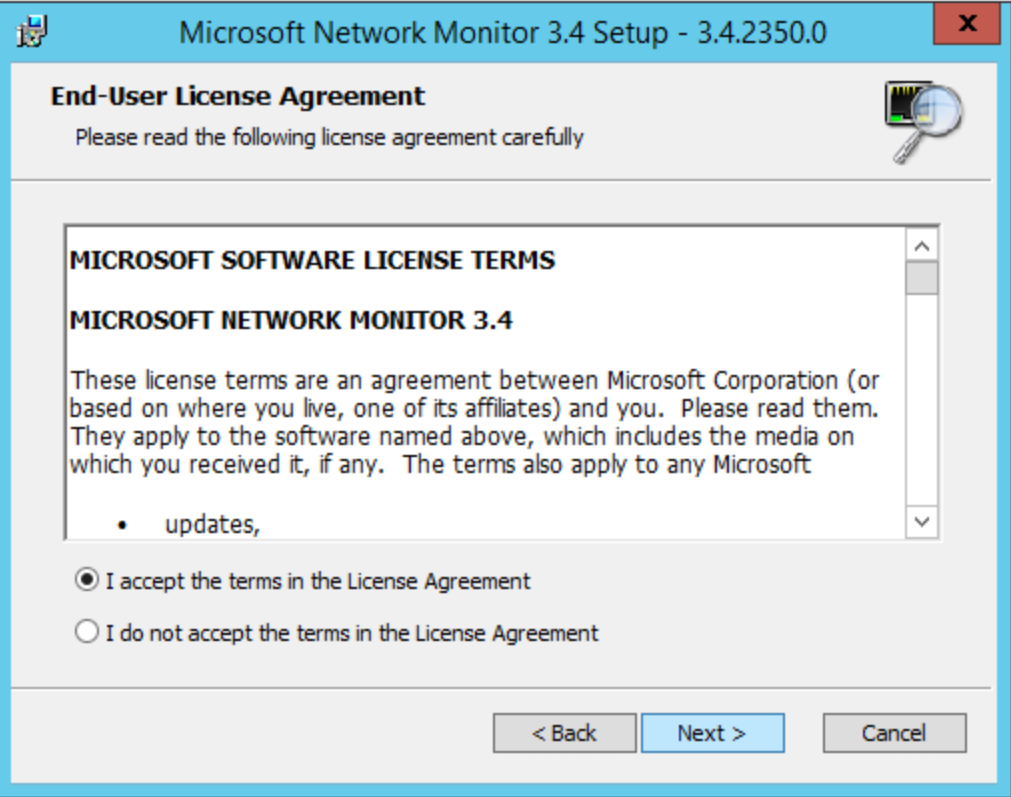 Microsoft Network Monitor 3.4 Setup - 3.4.2350.0
x
End-User License Agreement
Please read the following license agreement carefully
MICROSOFT SOFTWARE LICENSE TERMS
MICROSOFT NETWORK MONITOR 3.4
These license terms are an agreement between Microsoft Corporation (or
based on where you live, one of its affiliates) and you.  Please read them.
They apply to the software named above, which includes the media on
which you received it, if any.  The terms also apply to any Microsoft
• updates,
I accept the terms in the License Agreement
I do not accept the terms in the License Agreement
< Back
Next >
Cancel